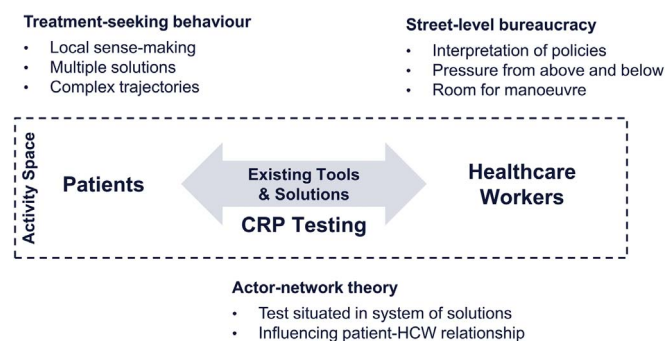 Treatment-seeking behaviour
• Local sense-making
• Multiple solutions
• Complex trajectories
Street-level bureaucracy
• Interpretation of policies
• Pressure from above and below
• Room for manoeuvre
Activity Space
Patients
Existing Tools
& Solutions
CRP Testing
Healthcare
Workers
Actor-network theory
• Test situated in system of solutions
• Influencing patient-HCW relationship